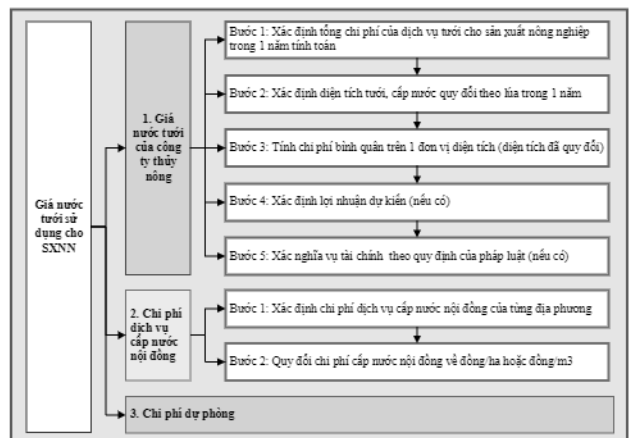 Giá nước
tưới sử
dụng cho
SXNN
1. Giá
nước tưới
của công
ty thủy
nông
Bước 1: Xác định tổng chi phí của dịch vụ tưới cho sản xuất nông nghiệp
trong 1 năm tính toán
Bước 2: Xác định diện tích tưới, cấp nước quy đổi theo lúa trong 1 năm
Bước 3: Tính chi phí bình quân trên 1 đơn vị diện tích (diện tích đã quy đổi)
Bước 4: Xác định lợi nhuận dự kiến (nếu có)
Bước 5: Xác nghĩa vụ tài chính theo quy định của pháp luật (nếu có)
2. Chi phí
dịch vụ
cấp nước
nội đồng
Bước 1: Xác định chi phí dịch vụ cấp nước nội đồng của từng địa phương
Bước 2: Quy đổi chi phí cấp nước nội đồng về đồng/ha hoặc đồng/m3
3. Chi phí dự phòng